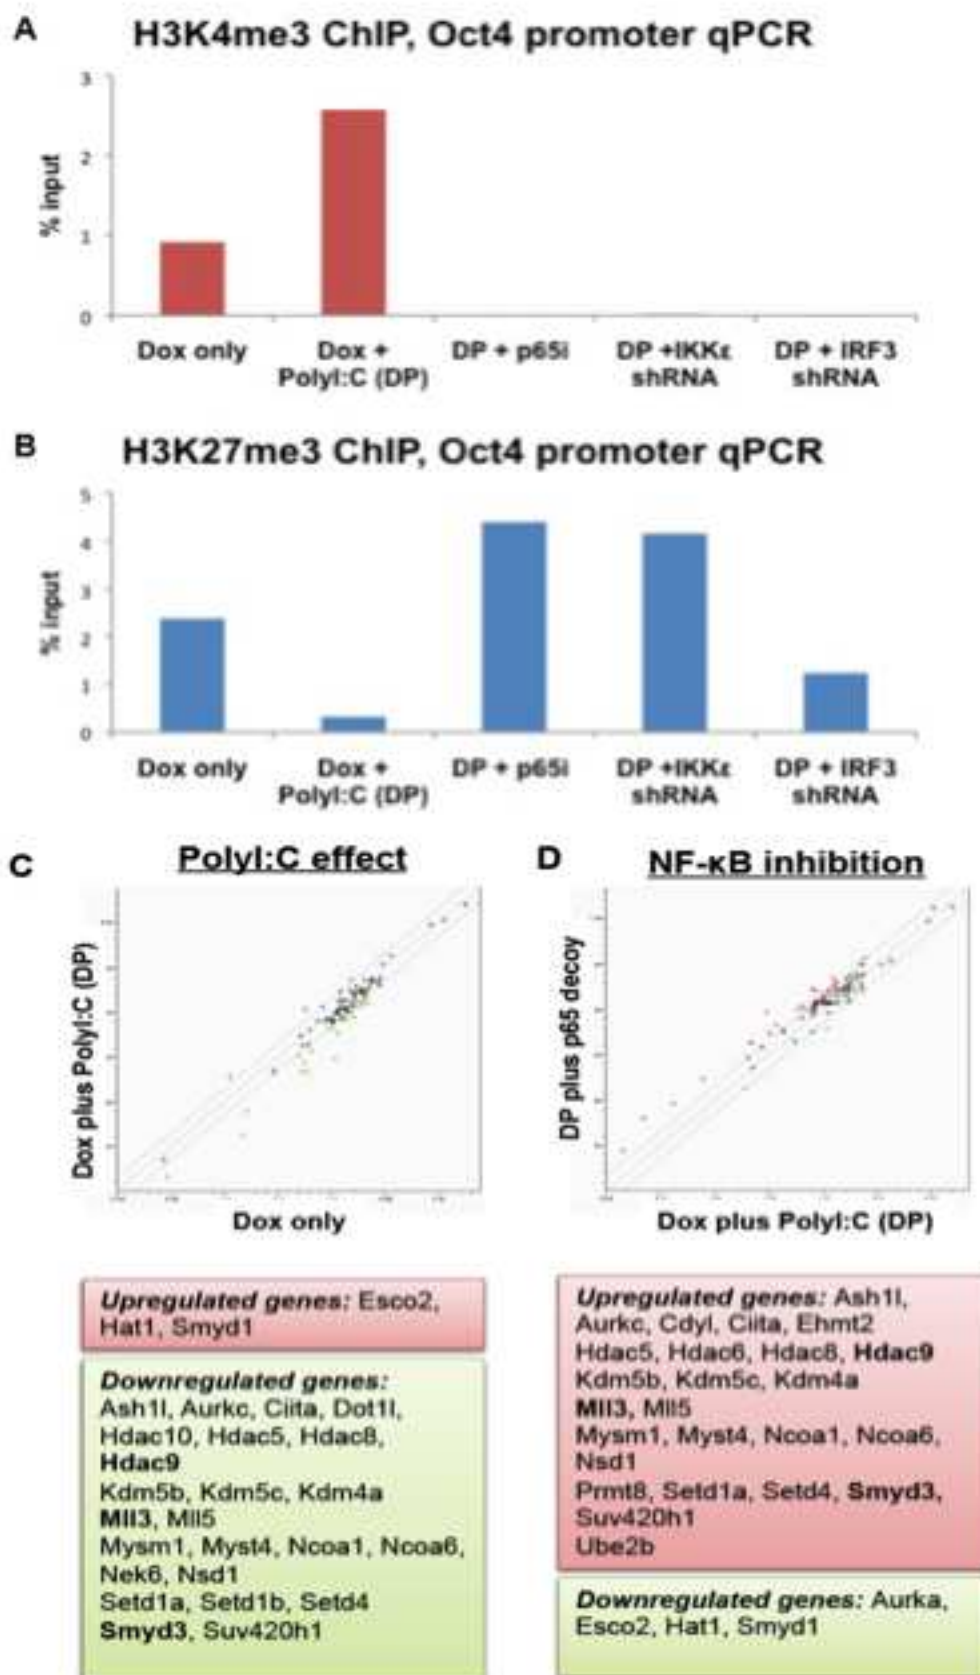 A
H3K4me3 ChIP, Oct4 promoter qPCR
3
2
1
0
% input
Dox only
Dox +
PolyI:C (DP)
DP + p65i
DP +IKKε
shRNA
DP + IRF3
shRNA
B
H3K27me3 ChIP, Oct4 promoter qPCR
5
4
3
2
1
0
% input
Dox only
Dox +
PolyI:C (DP)
DP + p65i
DP +IKKε
shRNA
DP + IRF3
shRNA
C
PolyI:C effect
Dox plus PolyI:C (DP)
Dox only
Upregulated genes: Esco2,
Hat1, Smyd1
Downregulated genes:
Ash1l, Aurkc, Ciita, Dot1l,
Hdac10, Hdac5, Hdac8,
Hdac9
Kdm5b, Kdm5c, Kdm4a
Mll3, Mll5
Mysm1, Myst4, Ncoa1, Ncoa6,
Nek6, Nsd1
Setd1a, Setd1b, Setd4
Smyd3, Suv420h1
D
NF-κB inhibition
DP plus p65 decoy
Dox plus PolyI:C (DP)
Upregulated genes: Ash1l,
Aurkc, Cdyl, Ciita, Ehmt2
Hdac5, Hdac6, Hdac8, Hdac9
Kdm5b, Kdm5c, Kdm4a
Mll3, Mll5
Mysm1, Myst4, Ncoa1, Ncoa6,
Nsd1
Prmt8, Setd1a, Setd4, Smyd3,
Suv420h1
Ube2b
Downregulated genes: Aurka,
Esco2, Hat1, Smyd1